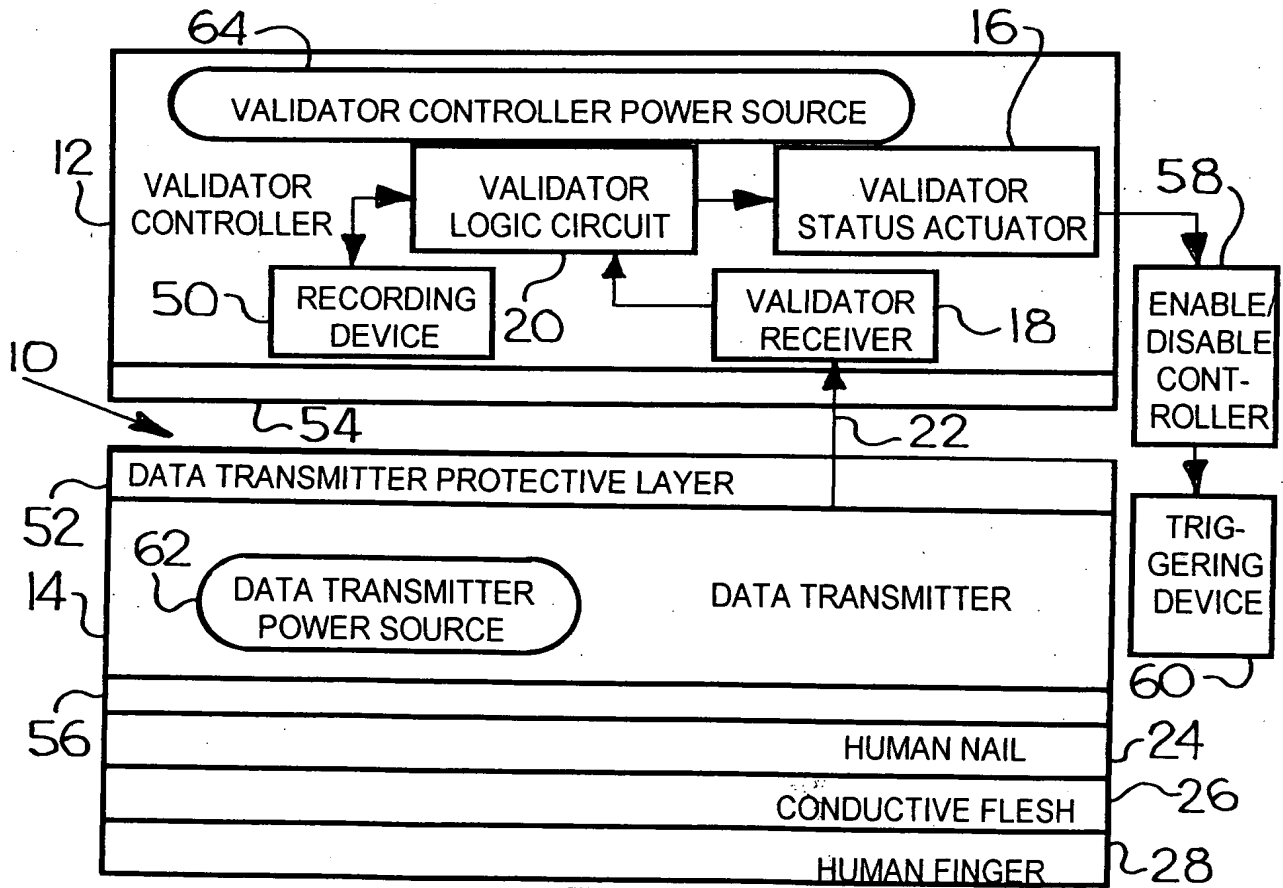 64
16
VALIDATOR CONTROLLER POWER SOURCE
12
VALIDATOR
CONTROLLER
VALIDATOR
LOGIC CIRCUIT
VALIDATOR
STATUS ACTUATOR
58
50
RECORDING
DEVICE
20
VALIDATOR
RECEIVER
18
ENABLE/
DISABLE
CONT-
ROLLER
10
54
22
DATA TRANSMITTER PROTECTIVE LAYER
52
62
DATA TRANSMITTER
POWER SOURCE
DATA TRANSMITTER
14
TRIG-
GERING
DEVICE
60
56
HUMAN NAIL
24
CONDUCTIVE FLESH
26
HUMAN FINGER
28